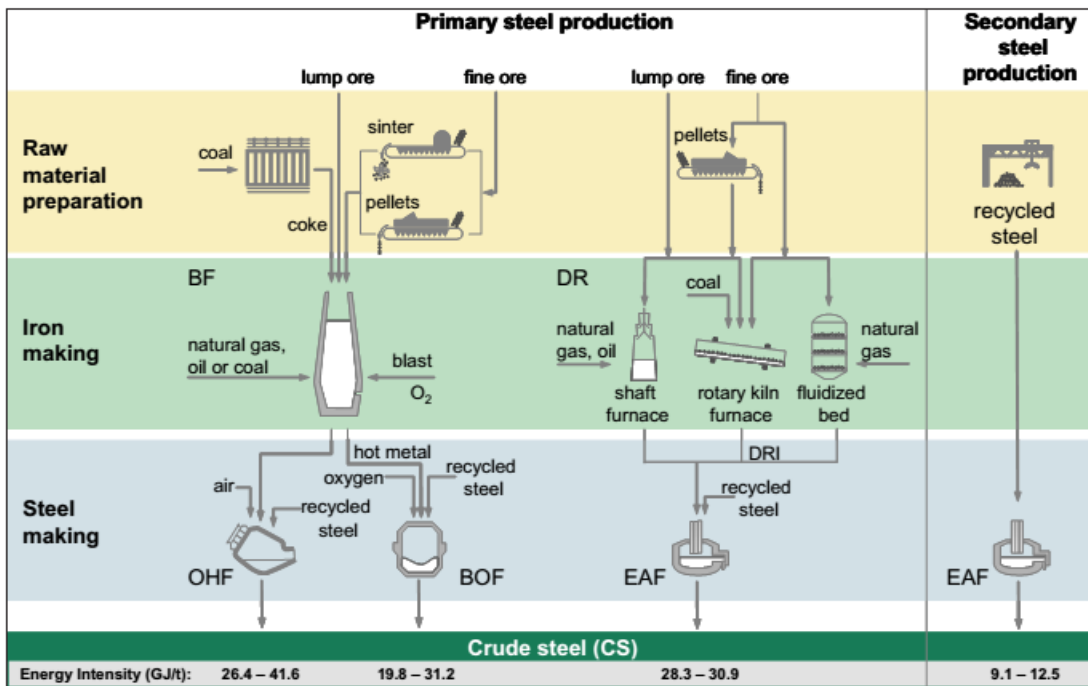 Primary steel production
Secondary
steel
production
lump ore
fine ore
lump ore
fine ore
Raw
material
preparation
coal
coke
sinter
pellets
pellets
recycled
steel
Iron
making
BF
natural gas,
oil or coal
blast
O₂
DR
coal
natural
gas, oil
natural
gas
shaft
furnace
rotary kiln
furnace
fluidized
bed
Steel
making
hot metal
air
recycled
steel
oxygen
recycled
steel
DRI
recycled
steel
OHF
BOF
EAF
EAF
Crude steel (CS)
Energy Intensity (GJ/t): 26.4 – 41.6 19.8 – 31.2 28.3 – 30.9 9.1 – 12.5